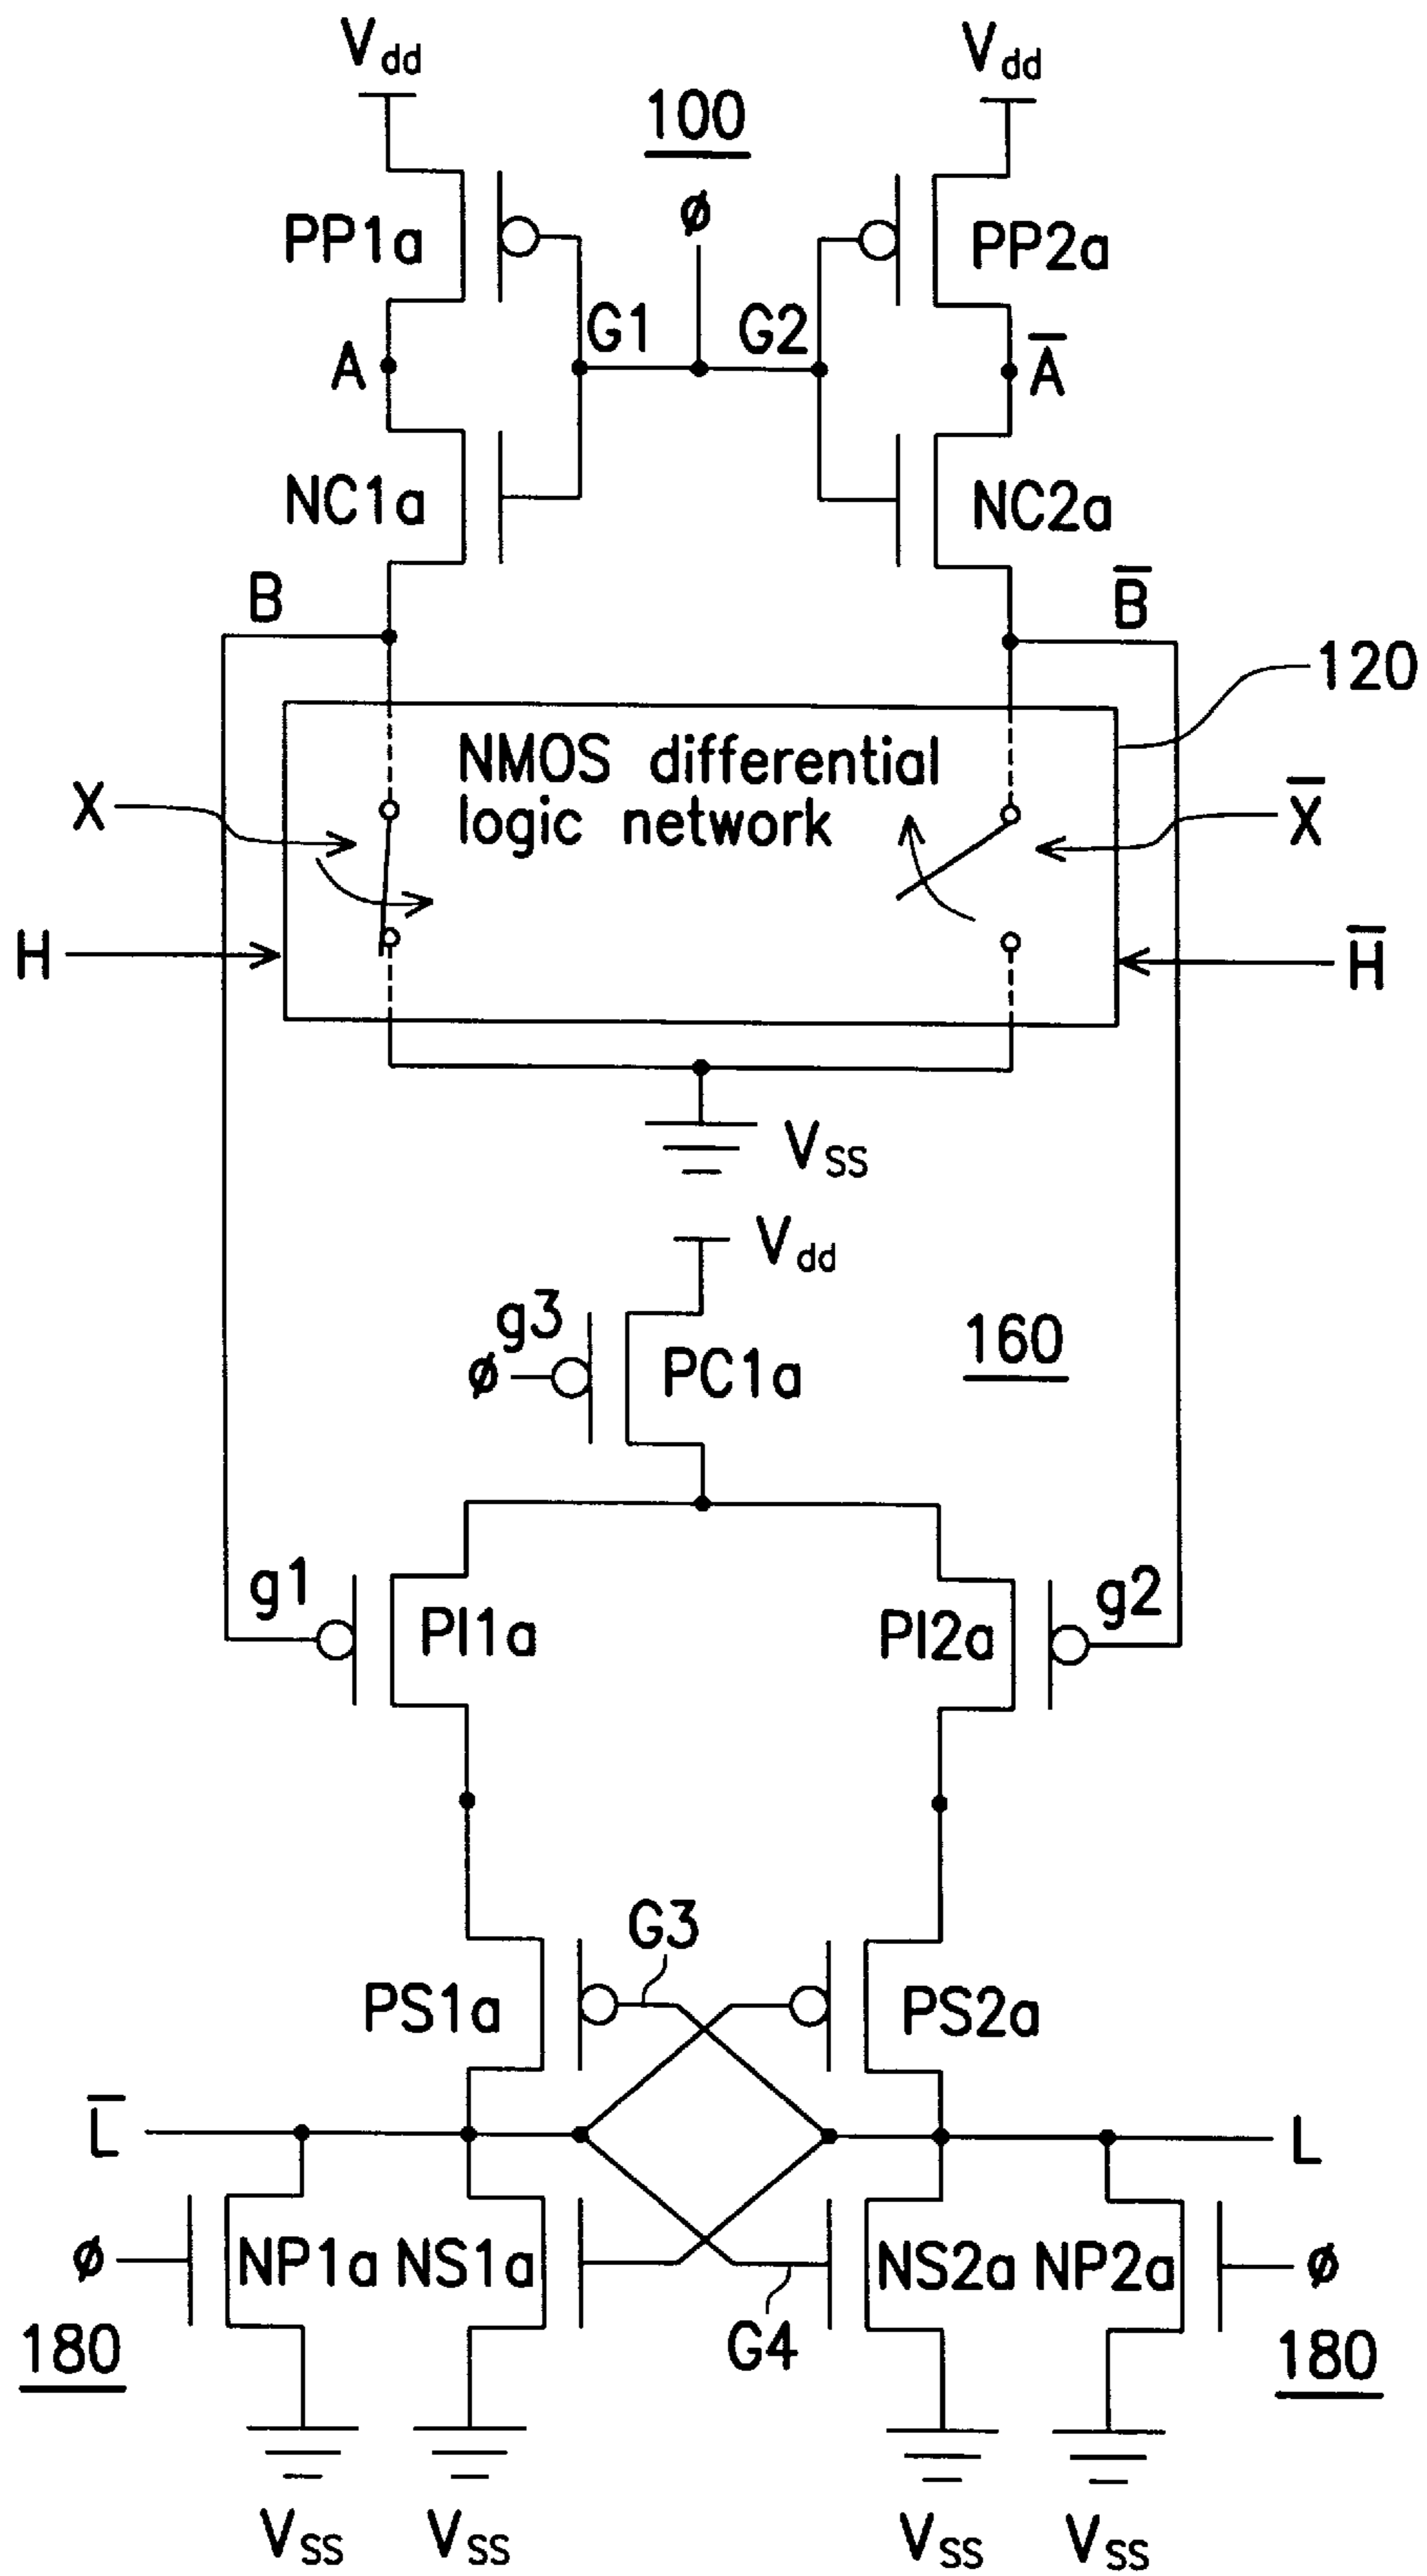 Vdd
Vdd
100
ø
PP1a
PP2a
G1
G2
A
A̅
NC1a
NC2a
B
B̅
120
NMOS differential
logic network
X
X̅
H
H̅
VSS
Vdd
g3
ø
PC1a
160
g1
PI1a
PI2a
g2
G3
PS1a
PS2a
L̅
L
ø
NP1a
NS1a
NS2a
NP2a
ø
180
G4
180
VSS
VSS
VSS
VSS